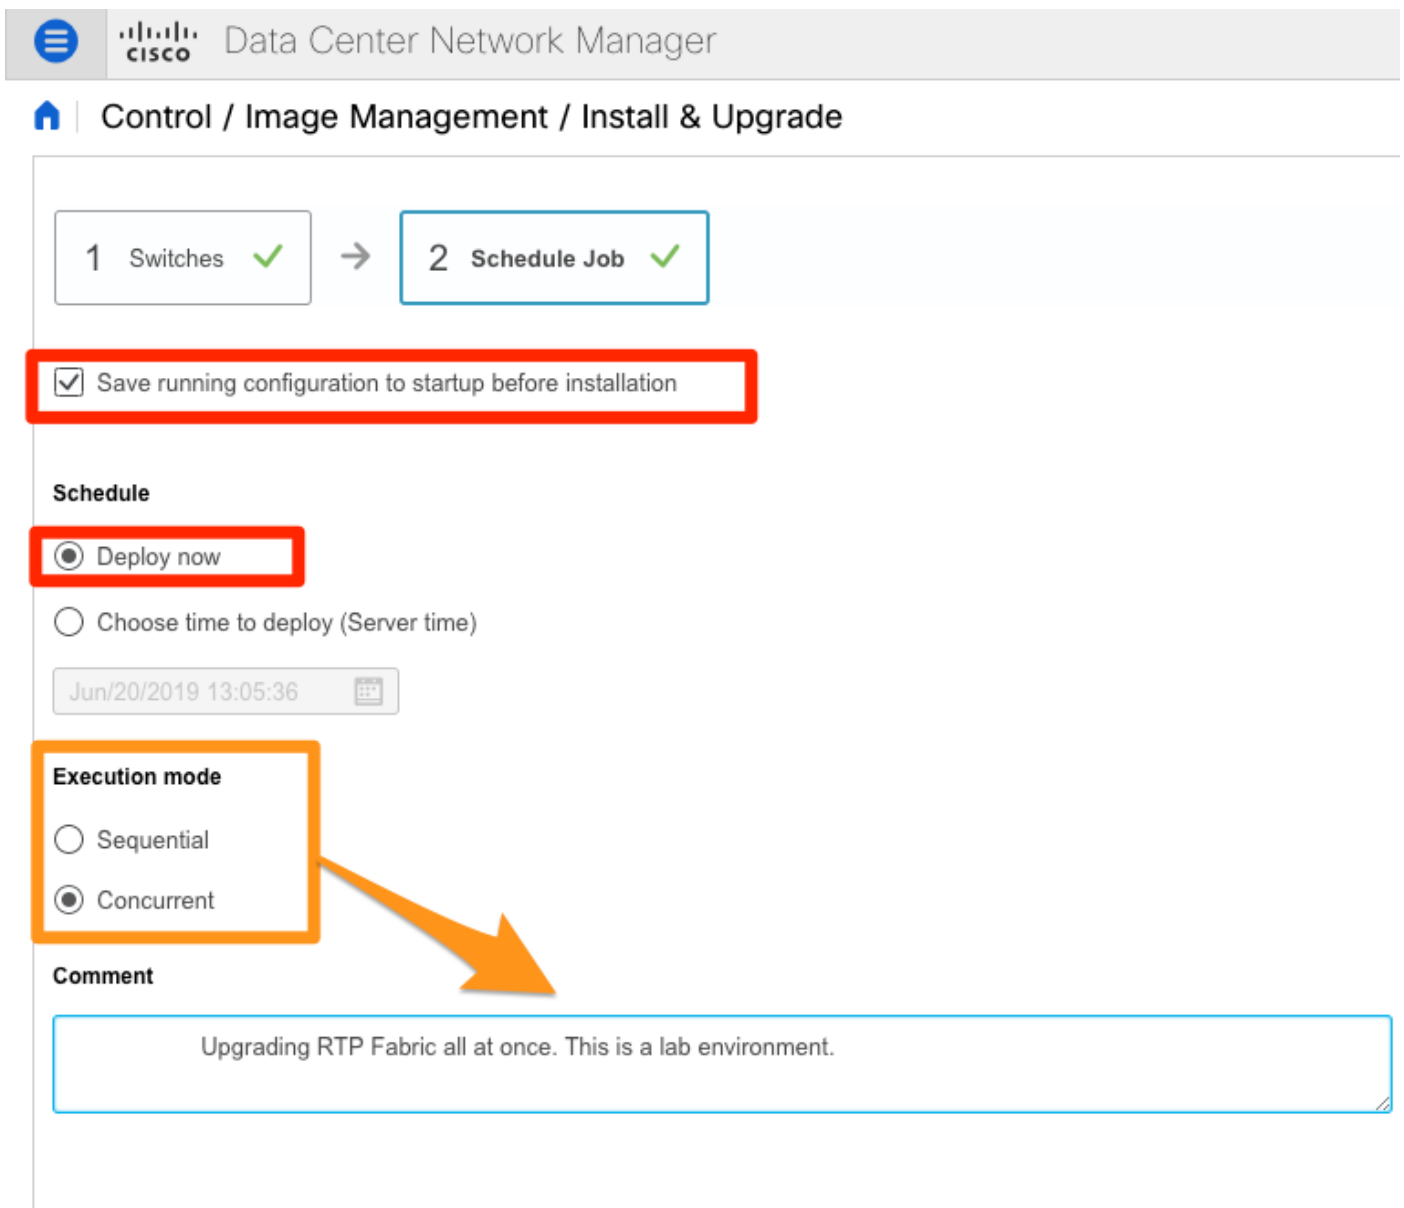 cisco Data Center Network Manager
Control / Image Management / Install & Upgrade
1 Switches 2 Schedule Job
Save running configuration to startup before installation
Schedule
Deploy now
Choose time to deploy (Server time)
Jun/20/2019 13:05:36
Execution mode
Sequential
Concurrent
Comment
Upgrading RTP Fabric all at once. This is a lab environment.